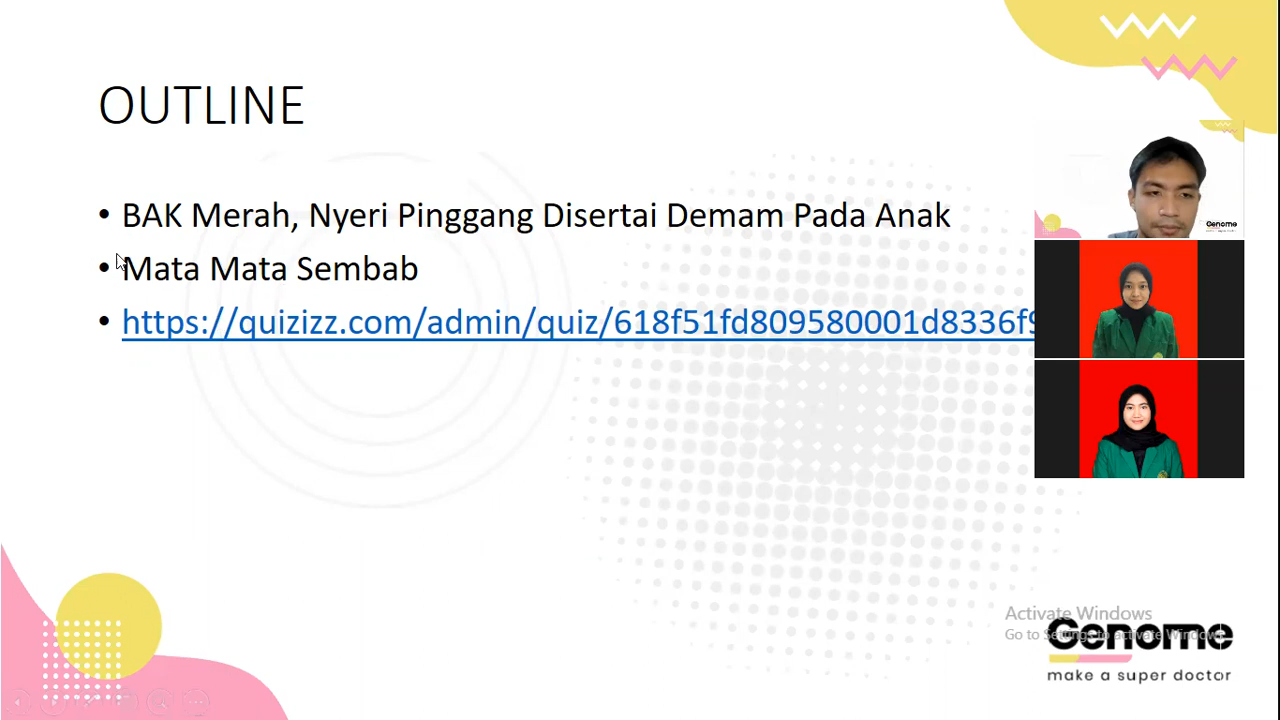 OUTLINE
• BAK Merah, Nyeri Pinggang Disertai Demam Pada Anak
• Mata Mata Sembab
• https://quizizz.com/admin/quiz/618f51fd809580001d8336f9
Genome
Activate Windows
Go to Settings to activate Windows.
Genome
make a super doctor